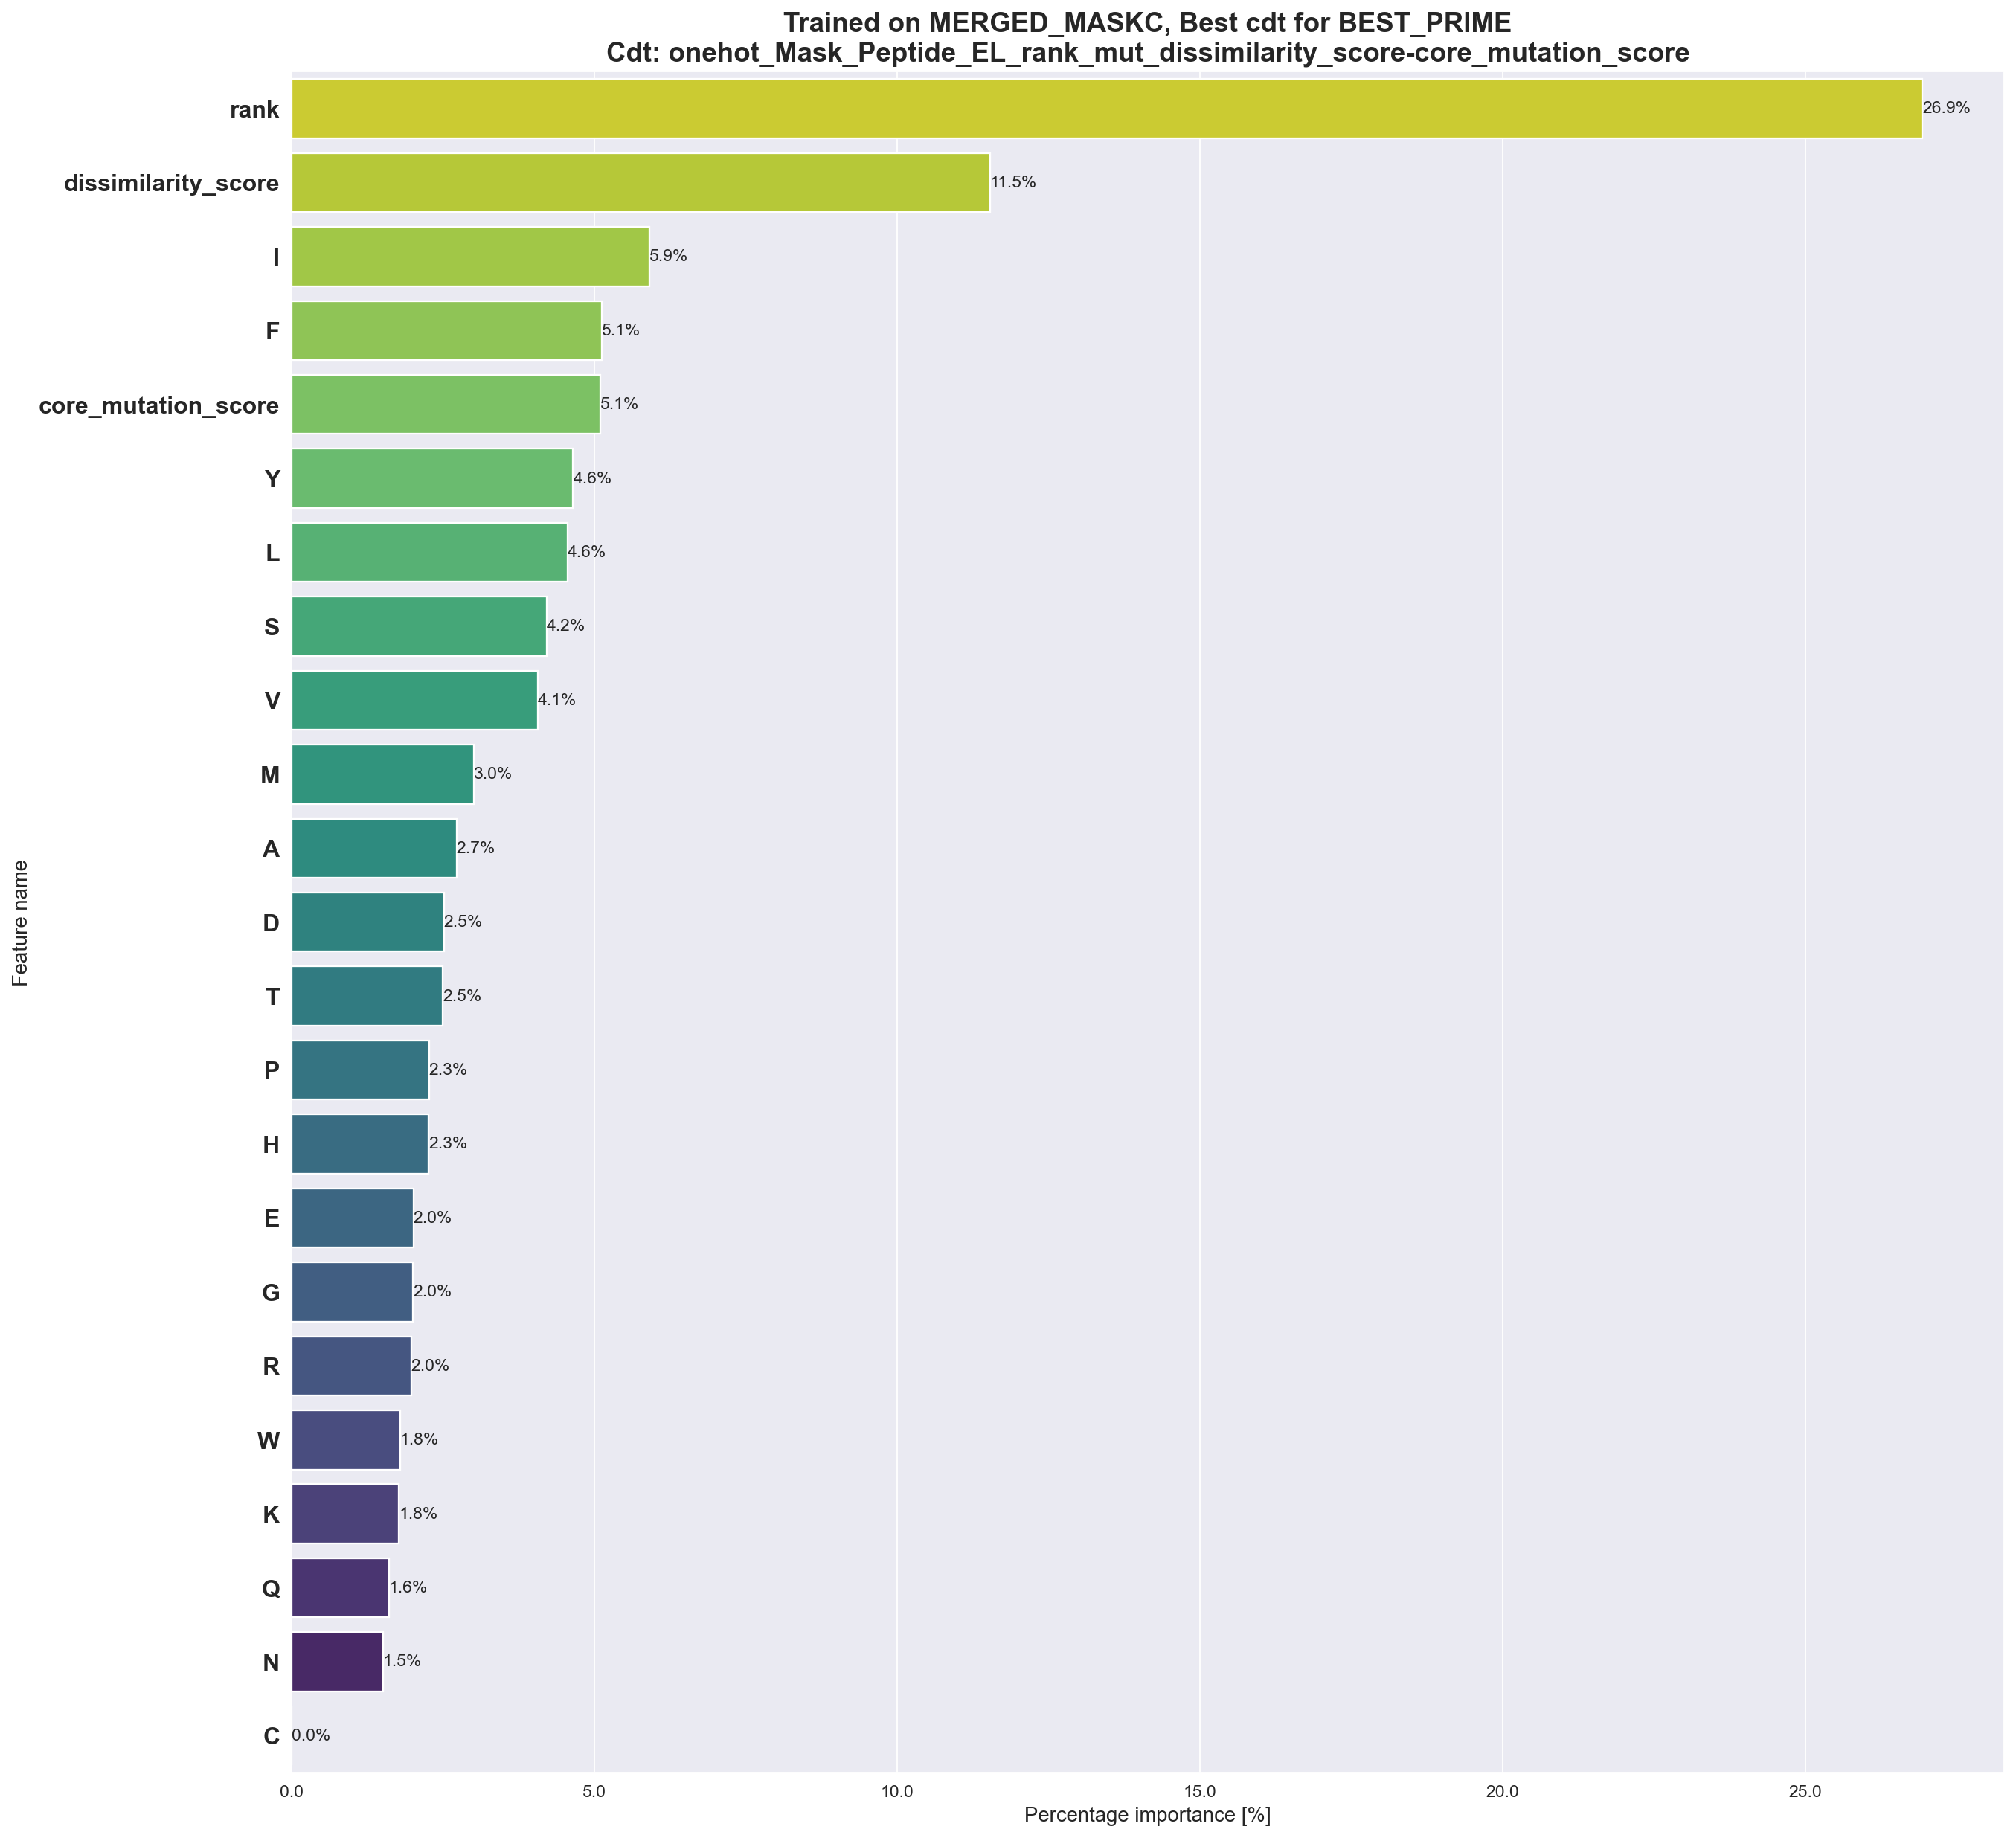 Trained on MERGED_MASKC, Best cdt for BEST_PRIME
Cdt: onehot_Mask_Peptide_EL_rank_mut_dissimilarity_score-core_mutation_score
rank 26.9%
dissimilarity_score 11.5%
I 5.9%
F 5.1%
core_mutation_score 5.1%
Y 4.6%
L 4.6%
S 4.2%
V 4.1%
M 3.0%
A 2.7%
D 2.5%
T 2.5%
P 2.3%
H 2.3%
E 2.0%
G 2.0%
R 2.0%
W 1.8%
K 1.8%
Q 1.6%
N 1.5%
C 0.0%
Feature name
0.0 5.0 10.0 15.0 20.0 25.0
Percentage importance [%]